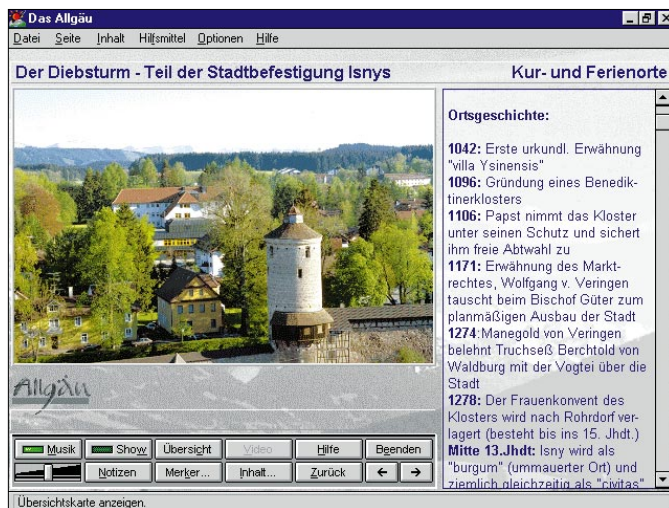 Das Allgäu
Datei Seite Inhalt Hilfsmittel Optionen Hilfe
Der Diebsturm - Teil der Stadtbefestigung Isnys
Kur- und Ferienorte
Ortsgeschichte:
1042: Erste urkundl. Erwähnung
"villa Ysinensis"
1096: Gründung eines Benedik-
tinerklosters
1106: Papst nimmt das Kloster
unter seinen Schutz und sichert
ihm freie Abtwahl zu
1171: Erwähnung des Markt-
rechtes, Wolfgang v. Veringen
tauscht beim Bischof Güter zum
planmäßigen Ausbau der Stadt
1274:Manegold von Veringen
belehnt Truchseß Berchtold von
Waldburg mit der Vogtei über die
Stadt
1278: Der Frauenkonvent des
Klosters wird nach Rohrdorf ver-
lagert (besteht bis ins 15. Jhdt.)
Mitte 13.Jhdt: Isny wird als
"burgum" (ummauerter Ort) und
ziemlich gleichzeitig als "civitas"
Allgäu
Musik Show Übersicht Video Hilfe Beenden
Notizen Merker... Inhalt... Zurück ← →
Übersichtskarte anzeigen.